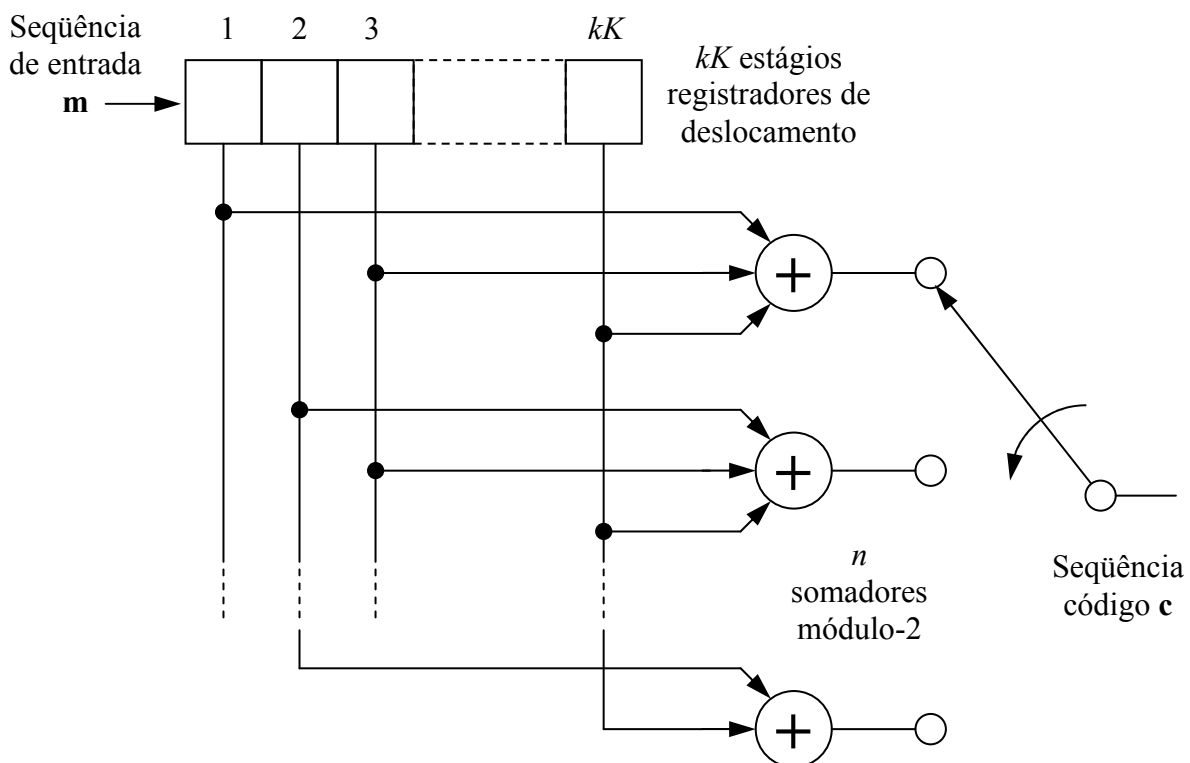 Seqüência
de entrada
m
1 2 3 kK
kK estágios
registradores de
deslocamento
+
+
n
somadores
módulo-2
Seqüência
código c
+